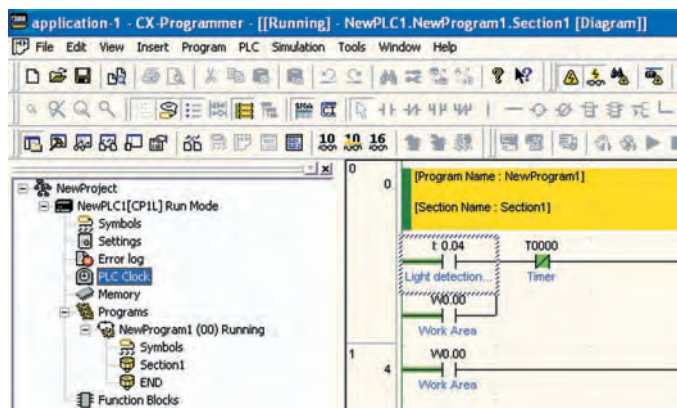 application-1 - CX-Programmer - [[Running] - NewPLC1.NewProgram1.Section1 [Diagram]]
File Edit View Insert Program PLC Simulation Tools Window Help
10 10 16
NewProject
NewPLC1[CP1L] Run Mode
Symbols
Settings
Error log
PLC Clock
Memory
Programs
NewProgram1 (00) Running
Symbols
Section1
END
Function Blocks
0
0
[Program Name : NewProgram1]
[Section Name : Section1]
I: 0.04 T0000
Light detection... Timer
W0.00
Work Area
1
4
W0.00
Work Area